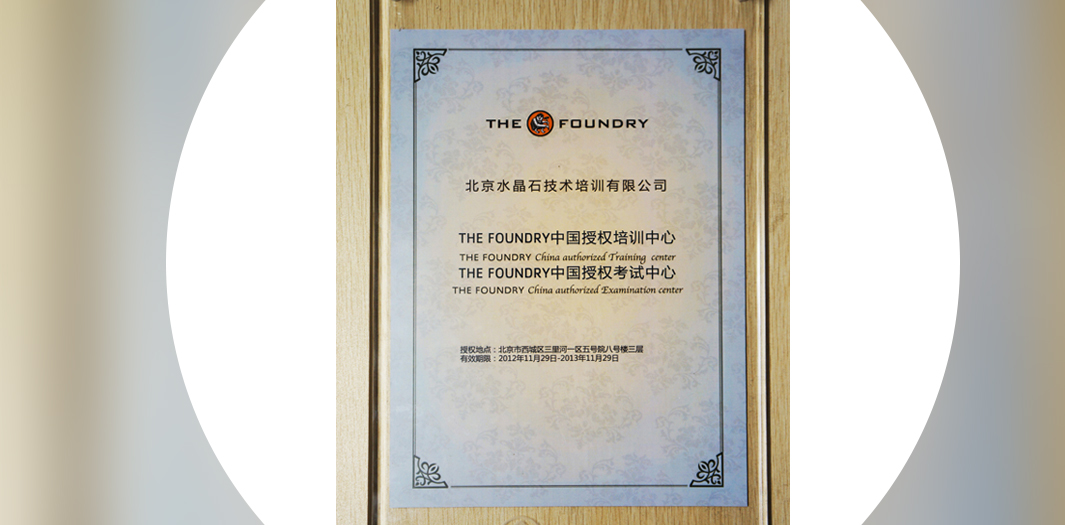 THE FOUNDRY
北京水晶石技术培训有限公司
THE FOUNDRY中国授权培训中心
THE FOUNDRY China authorized Training center
THE FOUNDRY中国授权考试中心
THE FOUNDRY China authorized Examination center
授权地点：北京市西城区三里河一区五号院八号楼三层
有效期限：2012年11月29日-2013年11月29日